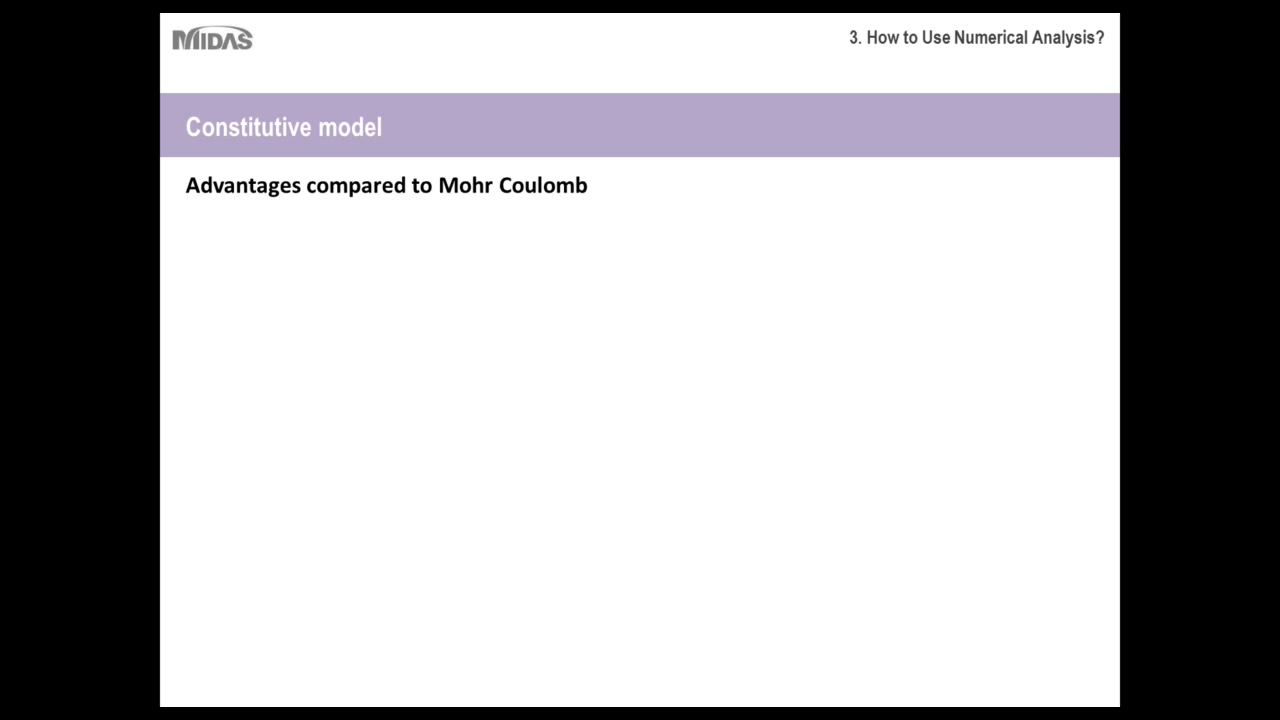 MIDAS
3. How to Use Numerical Analysis?
Constitutive model
Advantages compared to Mohr Coulomb